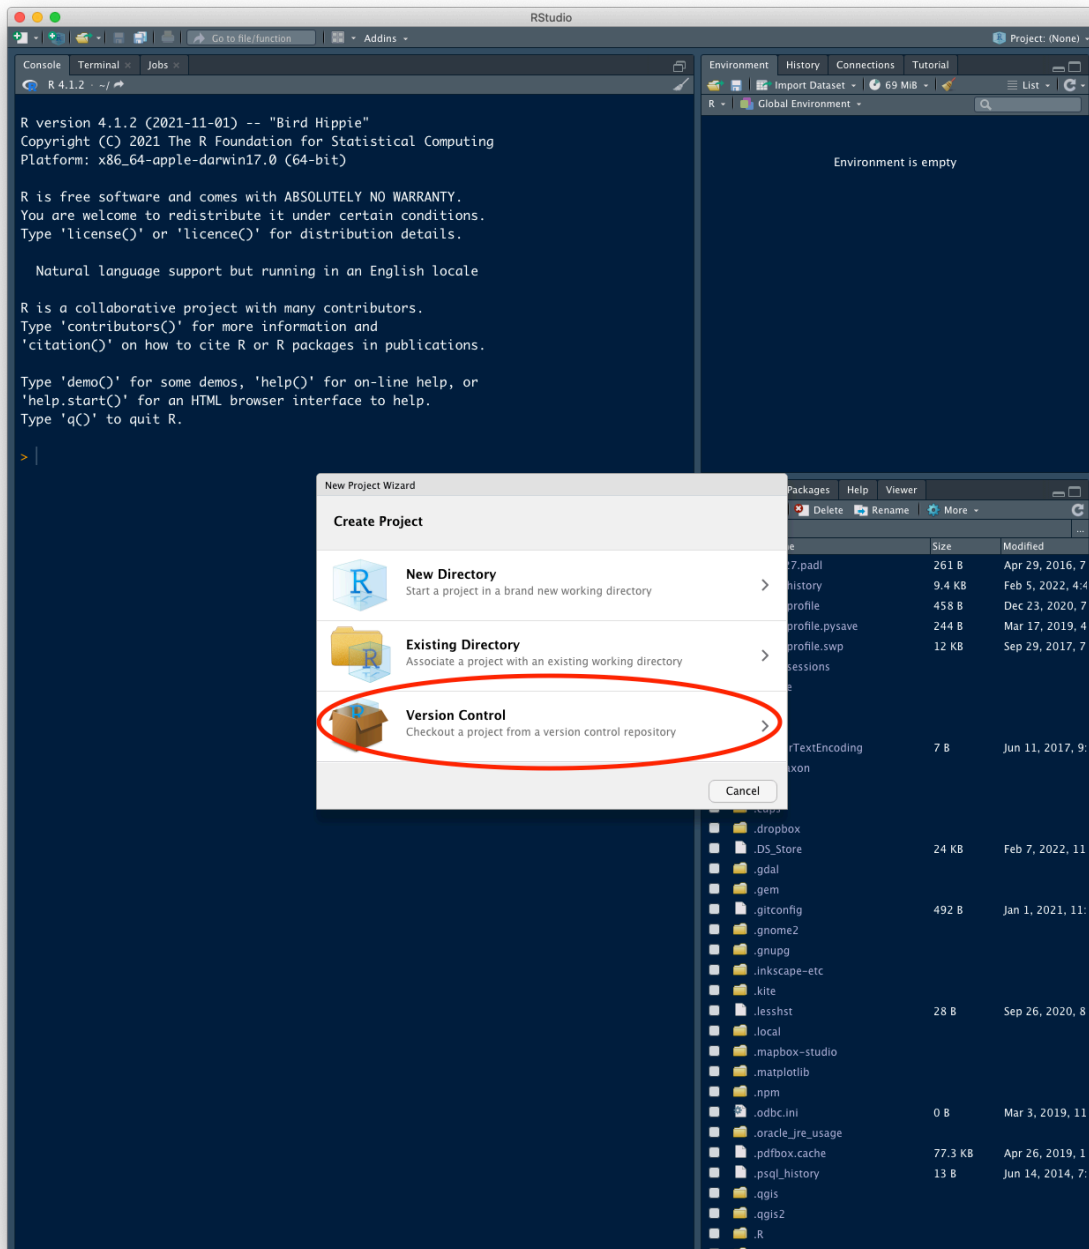 RStudio
Go to file/function
Addins
Project: (None)
Console Terminal Jobs
R 4.1.2 · ~/
R version 4.1.2 (2021-11-01) -- "Bird Hippie"
Copyright (C) 2021 The R Foundation for Statistical Computing
Platform: x86_64-apple-darwin17.0 (64-bit)
R is free software and comes with ABSOLUTELY NO WARRANTY.
You are welcome to redistribute it under certain conditions.
Type 'license()' or 'licence()' for distribution details.
Natural language support but running in an English locale
R is a collaborative project with many contributors.
Type 'contributors()' for more information and
'citation()' on how to cite R or R packages in publications.
Type 'demo()' for some demos, 'help()' for on-line help, or
'help.start()' for an HTML browser interface to help.
Type 'q()' to quit R.
>
Environment History Connections Tutorial
Import Dataset 69 MiB List
R Global Environment
Environment is empty
New Project Wizard
Create Project
New Directory
Start a project in a brand new working directory
Existing Directory
Associate a project with an existing working directory
Version Control
Checkout a project from a version control repository
Cancel
Packages Help Viewer
Delete Rename More
Size Modified
7.padl 261 B Apr 29, 2016, 7
history 9.4 KB Feb 5, 2022, 4:4
profile 458 B Dec 23, 2020, 7
profile.pysave 244 B Mar 17, 2019, 4
profile.swp 12 KB Sep 29, 2017, 7
sessions
rTextEncoding 7 B Jun 11, 2017, 9:
xon
.cups
.dropbox
.DS_Store 24 KB Feb 7, 2022, 11
.gdal
.gem
.gitconfig 492 B Jan 1, 2021, 11:
.gnome2
.gnupg
.inkscape-etc
.kite
.lesshst 28 B Sep 26, 2020, 8
.local
.mapbox-studio
.matplotlib
.npm
.odbc.ini 0 B Mar 3, 2019, 11
.oracle_jre_usage
.pdfbox.cache 77.3 KB Apr 26, 2019, 1
.psql_history 13 B Jun 14, 2014, 7:
.qgis
.qgis2
.R